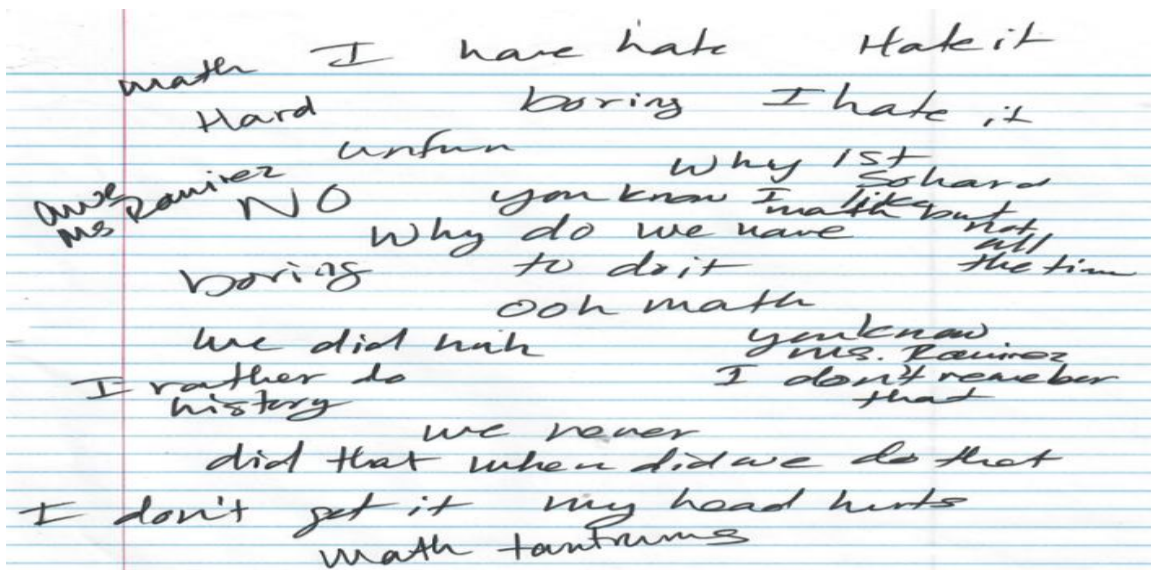 math I have hate Hate it
Hard boring I hate it
unfun Why 1st so hard
awe Ms Ramirez NO you know I like math but not all the time
Why do we have to do it
boring
ooh math
we did huh you know Ms. Ramirez
I rather do history I don't remeber that
we never
did that when did we do that
I don't get it my head hurts
math tantrums